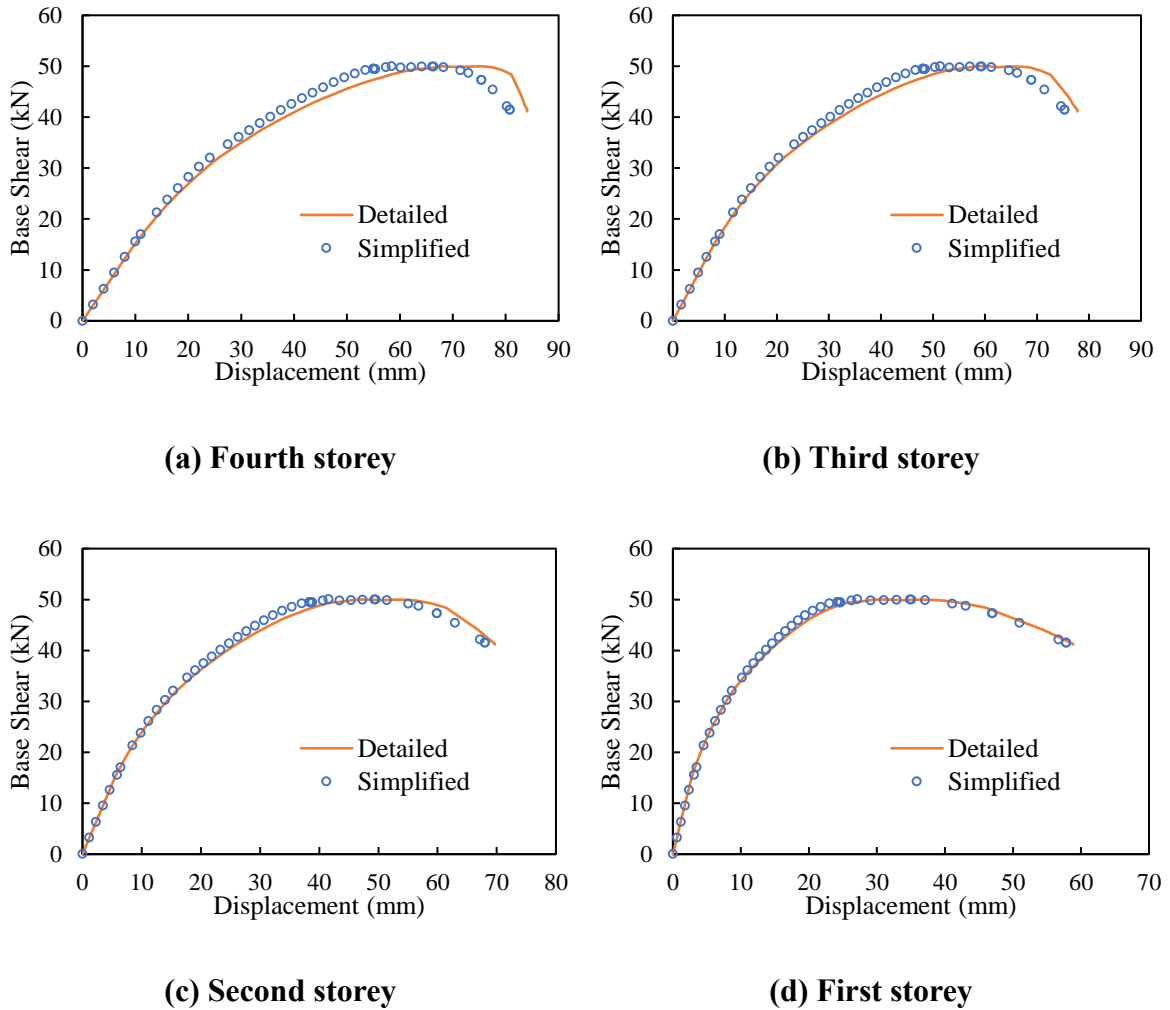 60
50
40
30
20
10
0
Base Shear (kN)
Detailed
Simplified
0 10 20 30 40 50 60 70 80 90
Displacement (mm)
(a) Fourth storey
60
50
40
30
20
10
0
Base Shear (kN)
Detailed
Simplified
0 10 20 30 40 50 60 70 80 90
Displacement (mm)
(b) Third storey
60
50
40
30
20
10
0
Base Shear (kN)
Detailed
Simplified
0 10 20 30 40 50 60 70 80
Displacement (mm)
(c) Second storey
60
50
40
30
20
10
0
Base Shear (kN)
Detailed
Simplified
0 10 20 30 40 50 60 70
Displacement (mm)
(d) First storey